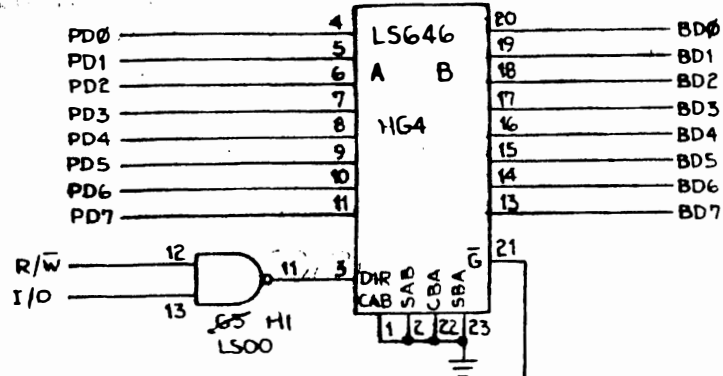 PDØ 4 LS646 20 BDØ
PD1 5 19 BD1
PD2 6 A B 18 BD2
PD3 7 17 BD3
PD4 8 HG4 16 BD4
PD5 9 15 BD5
PD6 10 14 BD6
PD7 11 13 BD7
R/W̅ 12 11 3 DIR SAB CBA SBA G̅ 21
I/O 13 CAB
G5 H1 1 2 22 23
LS00